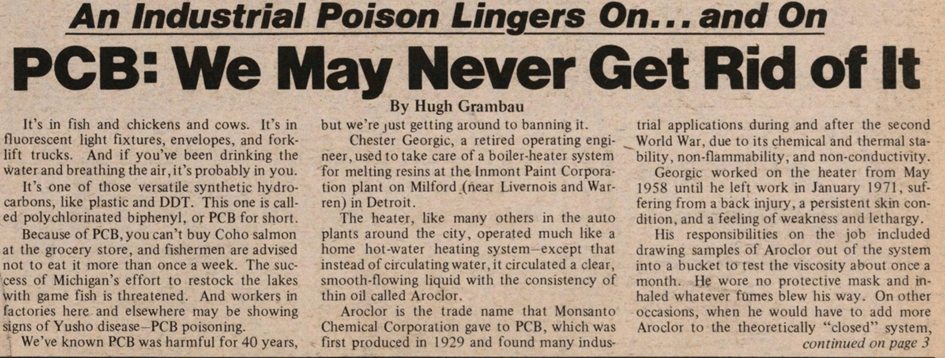 An Industrial Poison Lingers On... and On
PCB: We May Never Get Rid of It
By Hugh Grambau
It's in fish and chickens and cows. It's in
fluorescent light fixtures, envelopes, and fork-
lift trucks. And if you've been drinking the
water and breathing the air, it's probably in you.
It's one of those versatile synthetic hydro-
carbons, like plastic and DDT. This one is call-
ed polychlorinated biphenyl, or PCB for short.
Because of PCB, you can't buy Coho salmon
at the grocery store, and fishermen are advised
not to eat it more than once a week. The suc-
cess of Michigan's effort to restock the lakes
with game fish is threatened. And workers in
factories here and elsewhere may be showing
signs of Yusho disease—PCB poisoning.
We've known PCB was harmful for 40 years,
but we're just getting around to banning it.
Chester Georgic, a retired operating engi-
neer, used to take care of a boiler-heater system
for melting resins at the Inmont Paint Corpora-
tion plant on Milford (near Livernois and War-
ren) in Detroit.
The heater, like many others in the auto
plants around the city, operated much like a
home hot-water heating system—except that
instead of circulating water, it circulated a clear,
smooth-flowing liquid with the consistency of
thin oil called Aroclor.
Aroclor is the trade name that Monsanto
Chemical Corporation gave to PCB, which was
first produced in 1929 and found many indus-
trial applications during and after the second
World War, due to its chemical and thermal sta-
bility, non-flammability, and non-conductivity.
Georgic worked on the heater from May
1958 until he left work in January 1971, suf-
fering from a back injury, a persistent skin con-
dition, and a feeling of weakness and lethargy.
His responsibilities on the job included
drawing samples of Aroclor out of the system
into a bucket to test the viscosity about once a
month. He wore no protective mask and in-
haled whatever fumes blew his way. On other
occasions, when he would have to add more
Aroclor to the theoretically "closed" system,
continued on page 3